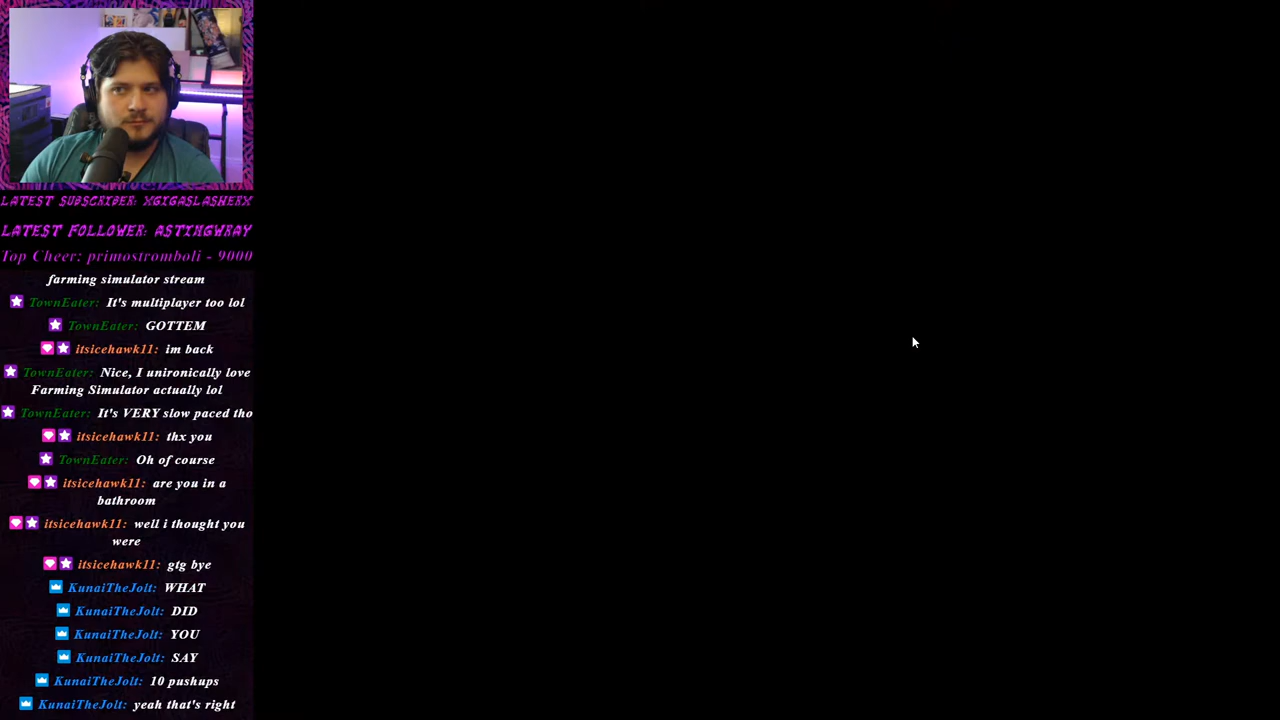 LATEST SUBSCRIBER: XGIGASLASHERX
LATEST FOLLOWER: ASTINGWRAY
Top Cheer: primostromboli - 9000
farming simulator stream
TownEater: It's multiplayer too lol
TownEater: GOTTEM
itsicehawk11: im back
TownEater: Nice, I unironically love
Farming Simulator actually lol
TownEater: It's VERY slow paced tho
itsicehawk11: thx you
TownEater: Oh of course
itsicehawk11: are you in a
bathroom
itsicehawk11: well i thought you
were
itsicehawk11: gtg bye
KunaiTheJolt: WHAT
KunaiTheJolt: DID
KunaiTheJolt: YOU
KunaiTheJolt: SAY
KunaiTheJolt: 10 pushups
KunaiTheJolt: yeah that's right